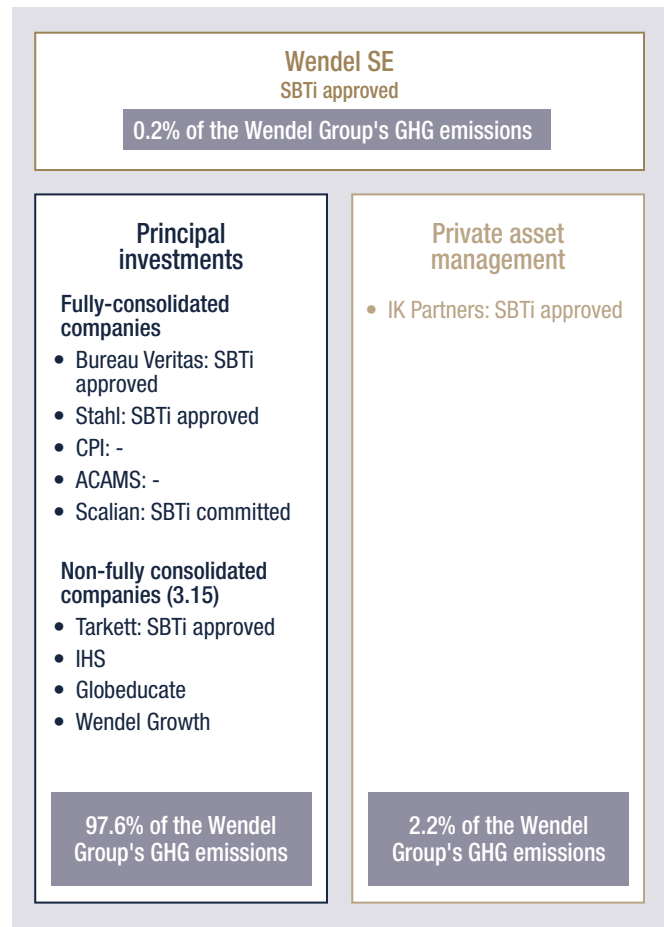 Wendel SE
SBTi approved
0.2% of the Wendel Group's GHG emissions
Principal
investments
Fully-consolidated
companies
• Bureau Veritas: SBTi
approved
• Stahl: SBTi approved
• CPI: -
• ACAMS: -
• Scalian: SBTi committed
Non-fully consolidated
companies (3.15)
• Tarkett: SBTi approved
• IHS
• Globeducate
• Wendel Growth
97.6% of the Wendel
Group's GHG emissions
Private asset
management
• IK Partners: SBTi approved
2.2% of the Wendel
Group's GHG emissions